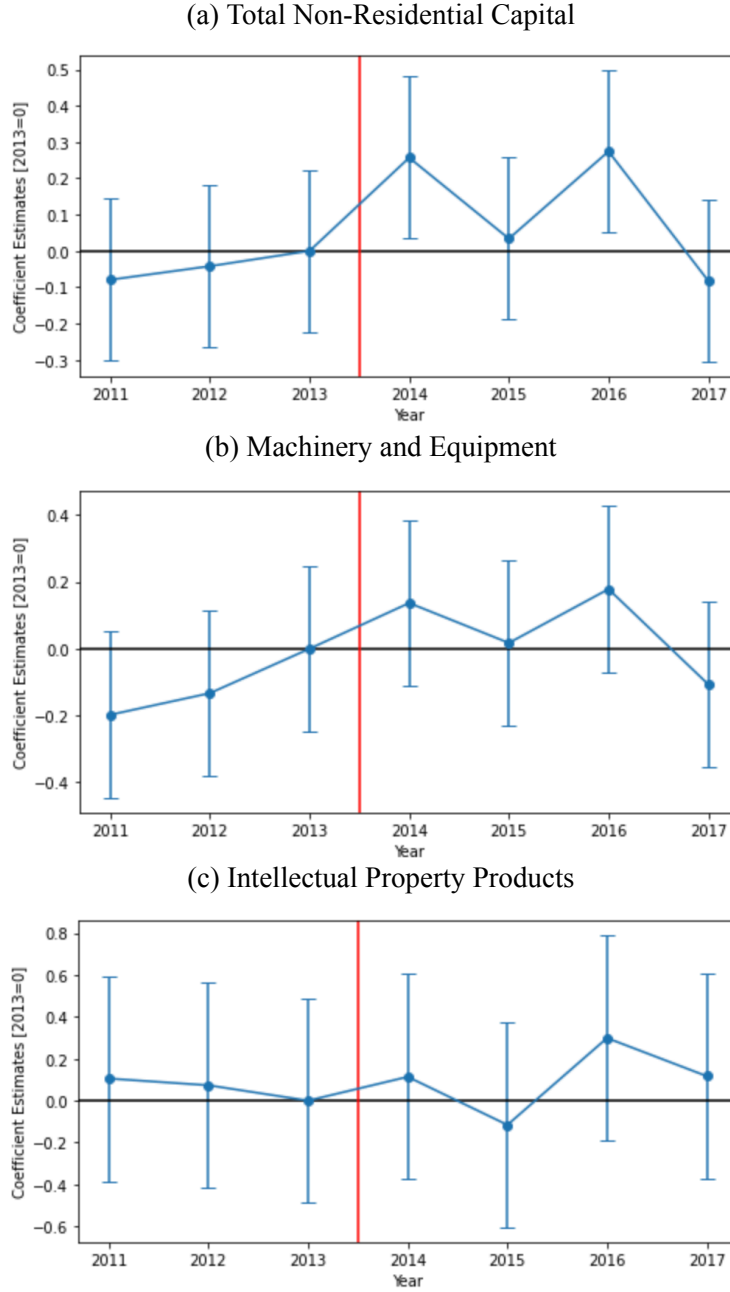 (a) Total Non-Residential Capital
Coefficient Estimates [2013=0]
0.5
0.4
0.3
0.2
0.1
0.0
−0.1
−0.2
−0.3
2011 2012 2013 2014 2015 2016 2017
Year
(b) Machinery and Equipment
Coefficient Estimates [2013=0]
0.4
0.2
0.0
−0.2
−0.4
2011 2012 2013 2014 2015 2016 2017
Year
(c) Intellectual Property Products
Coefficient Estimates [2013=0]
0.8
0.6
0.4
0.2
0.0
−0.2
−0.4
−0.6
2011 2012 2013 2014 2015 2016 2017
Year